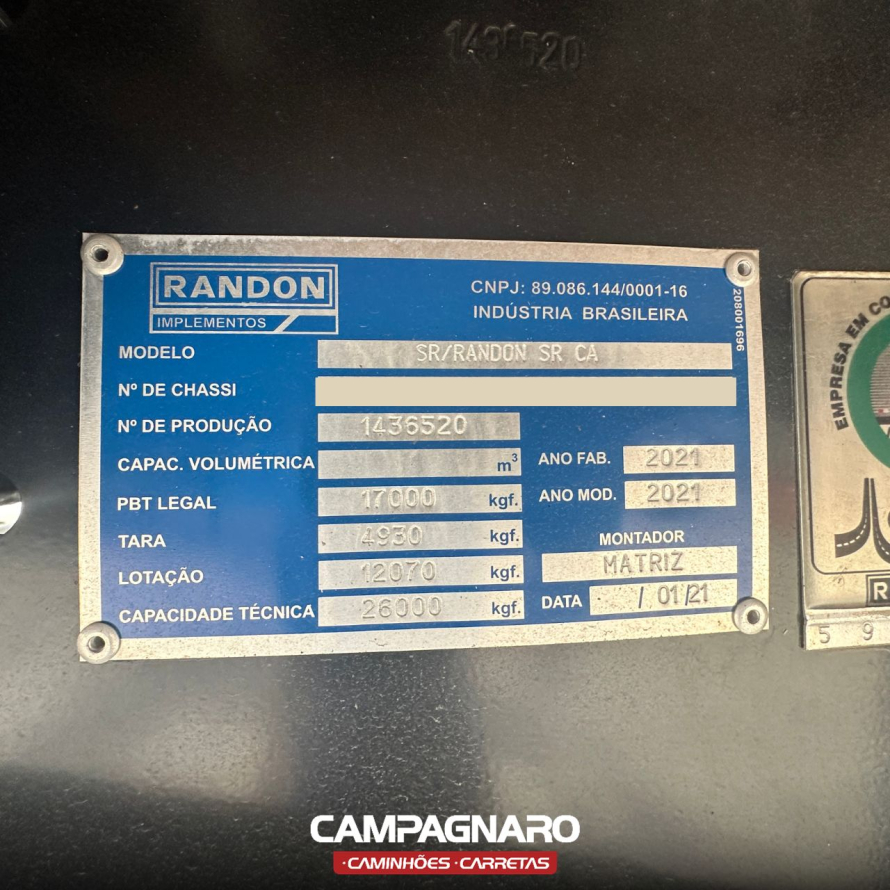 1436520
RANDON
IMPLEMENTOS
CNPJ: 89.086.144/0001-16
INDÚSTRIA BRASILEIRA
208001696
MODELO SR/RANDON SR CA
Nº DE CHASSI
Nº DE PRODUÇÃO 1436520
CAPAC. VOLUMÉTRICA m³ ANO FAB. 2021
PBT LEGAL 17000 kgf. ANO MOD. 2021
TARA 4930 kgf. MONTADOR
LOTAÇÃO 12070 kgf. MATRIZ
CAPACIDADE TÉCNICA 26000 kgf. DATA / 01/21
EMPRESA EM
R
5 9
CAMPAGNARO
·CAMINHÕES·CARRETAS·